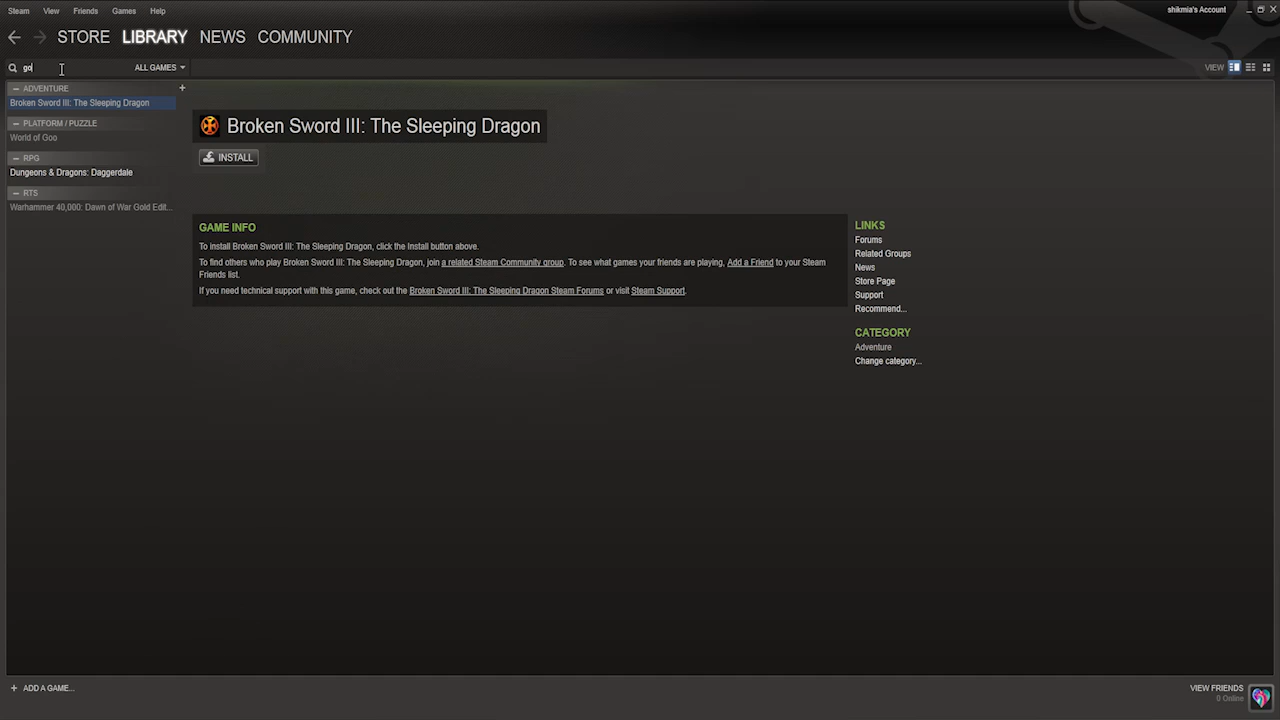 Steam View Friends Games Help shikmia's Account
STORE LIBRARY NEWS COMMUNITY
go ALL GAMES VIEW
ADVENTURE
Broken Sword III: The Sleeping Dragon
PLATFORM / PUZZLE
World of Goo
RPG
Dungeons & Dragons: Daggerdale
RTS
Warhammer 40,000: Dawn of War Gold Edit...
Broken Sword III: The Sleeping Dragon
INSTALL
GAME INFO
To install Broken Sword III: The Sleeping Dragon, click the Install button above.
To find others who play Broken Sword III: The Sleeping Dragon, join a related Steam Community group. To see what games your friends are playing, Add a Friend to your Steam
Friends list.
If you need technical support with this game, check out the Broken Sword III: The Sleeping Dragon Steam Forums or visit Steam Support.
LINKS
Forums
Related Groups
News
Store Page
Support
Recommend...
CATEGORY
Adventure
Change category...
ADD A GAME...
VIEW FRIENDS
0 Online